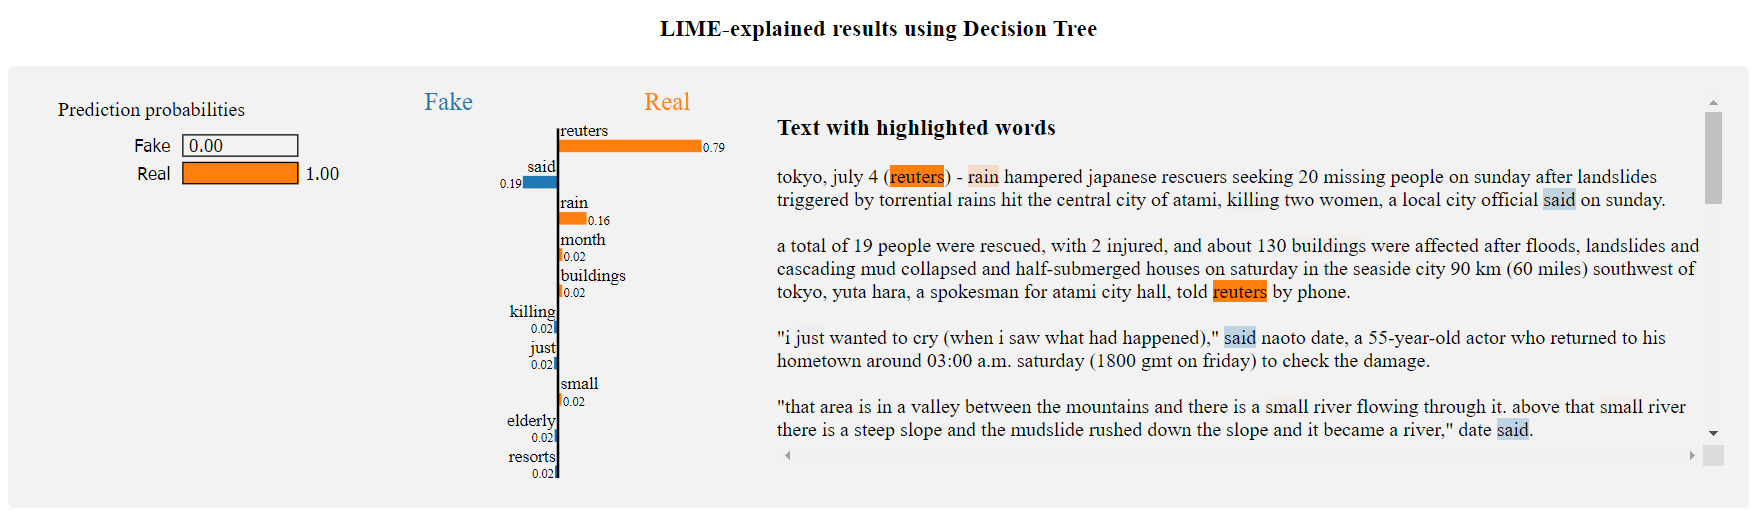 LIME-explained results using Decision Tree
Prediction probabilities
Fake 0.00
Real 1.00
Fake Real
reuters
0.79
said
0.19
rain
0.16
month
0.02
buildings
0.02
killing
0.02
just
0.02
small
0.02
elderly
0.02
resorts
0.02
Text with highlighted words
tokyo, july 4 (reuters) - rain hampered japanese rescuers seeking 20 missing people on sunday after landslides
triggered by torrential rains hit the central city of atami, killing two women, a local city official said on sunday.
a total of 19 people were rescued, with 2 injured, and about 130 buildings were affected after floods, landslides and
cascading mud collapsed and half-submerged houses on saturday in the seaside city 90 km (60 miles) southwest of
tokyo, yuta hara, a spokesman for atami city hall, told reuters by phone.
"i just wanted to cry (when i saw what had happened)," said naoto date, a 55-year-old actor who returned to his
hometown around 03:00 a.m. saturday (1800 gmt on friday) to check the damage.
"that area is in a valley between the mountains and there is a small river flowing through it. above that small river
there is a steep slope and the mudslide rushed down the slope and it became a river," date said.